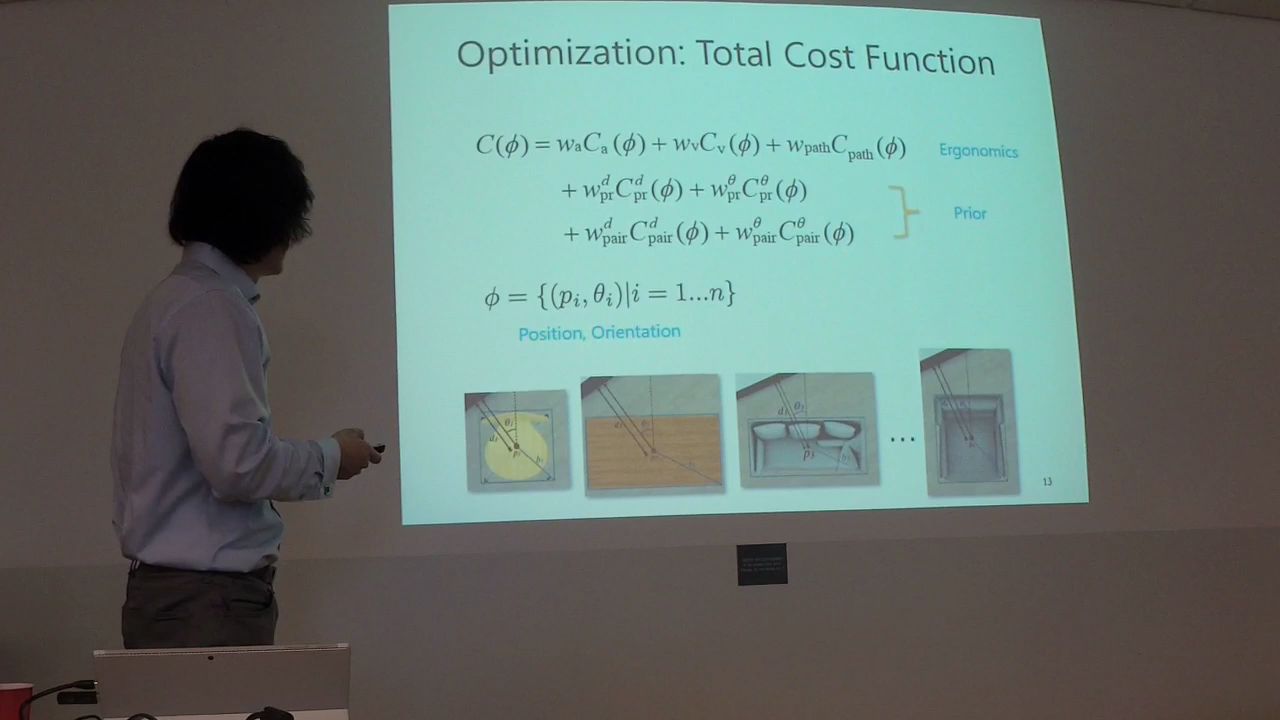 Optimization: Total Cost Function
C(ϕ) = w_a C_a (ϕ) + w_v C_v (ϕ) + w_path C_path (ϕ)
Ergonomics
+ w_pr^d C_pr^d (ϕ) + w_pr^θ C_pr^θ (ϕ)
Prior
+ w_pair^d C_pair^d (ϕ) + w_pair^θ C_pair^θ (ϕ)
ϕ = {(p_i, θ_i)|i = 1...n}
Position, Orientation
...
13